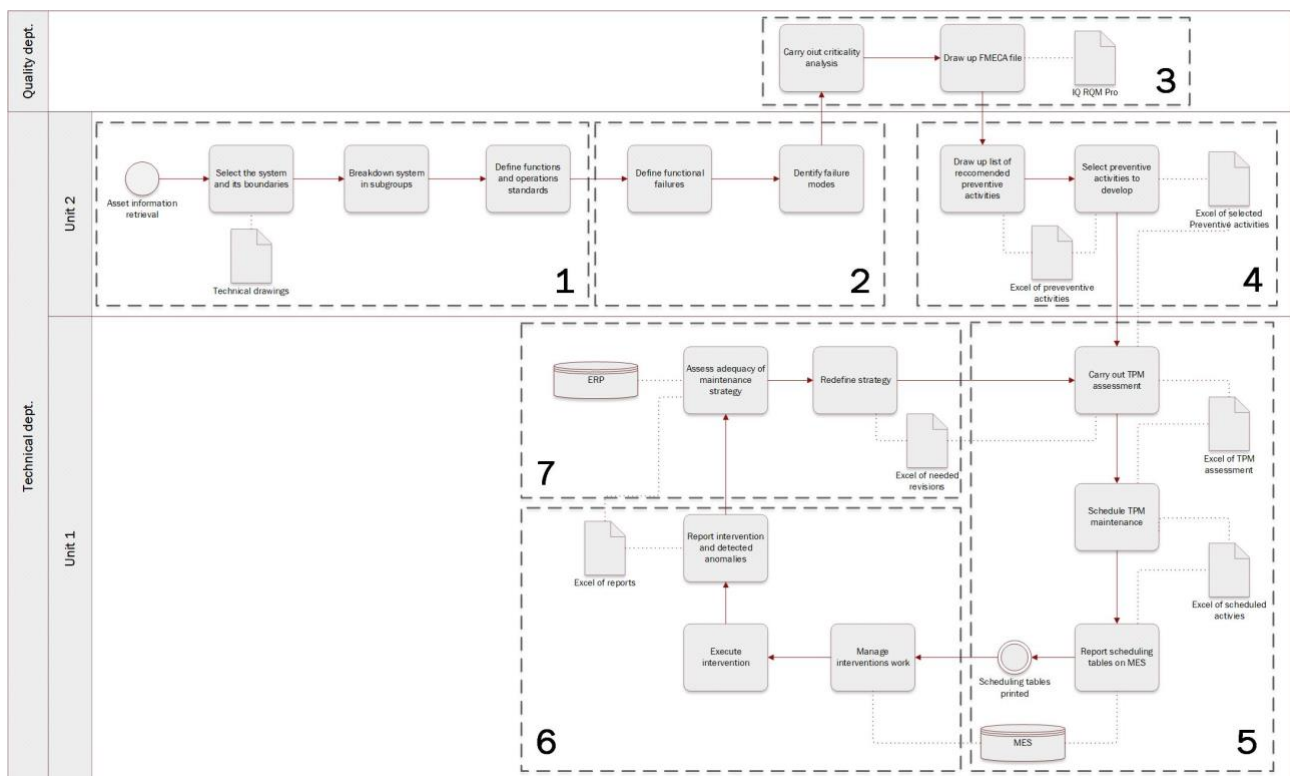 Quality dept.
Carry oiut criticality
analysis
Draw up FMECA file
IQ RQM Pro
3
Technical dept.
Unit 2
Asset information
retrieval
Select the system
and its boundaries
Technical drawings
Breakdown system
in subgroups
Define functions
and operations
standards
1
Define functional
failures
Dentify failure
modes
2
Draw up list of
reccomended
preventive
activities
Select preventive
activities to
develop
Excel of selected
Preventive activities
Excel of preveventive
activities
4
Unit 1
ERP
Assess adequacy of
maintenance
strategy
Redefine strategy
Excel of needed
revisions
7
Carry out TPM
assessment
Excel of TPM
assessment
Schedule TPM
maintenance
Excel of scheduled
activies
Report scheduling
tables on MES
Scheduling tables
printed
MES
5
Report intervention
and detected
anomalies
Excel of reports
Execute
intervention
Manage
interventions work
6